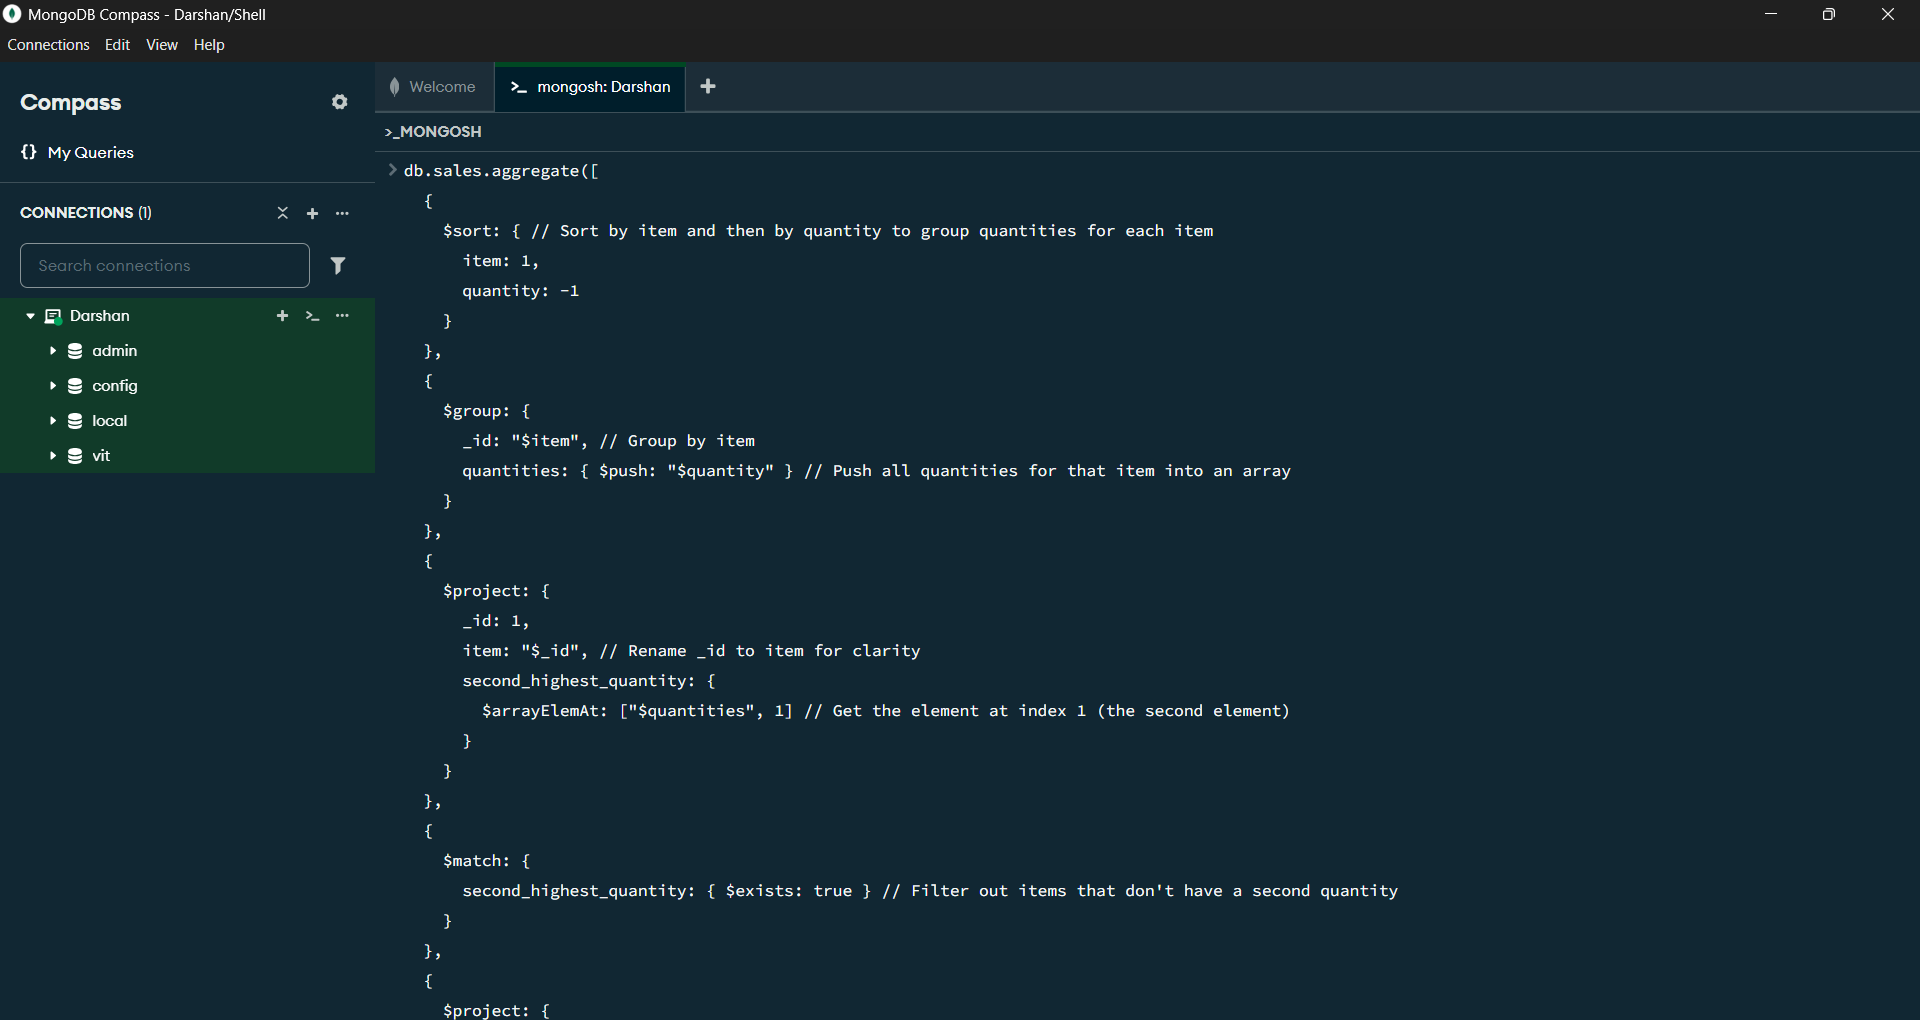 MongoDB Compass - Darshan/Shell
Connections Edit View Help
Compass
My Queries
CONNECTIONS (1)
Search connections
Darshan
admin
config
local
vit
Welcome
>_ mongosh: Darshan
>_MONGOSH
> db.sales.aggregate([
{
$sort: { // Sort by item and then by quantity to group quantities for each item
item: 1,
quantity: -1
}
},
{
$group: {
_id: "$item", // Group by item
quantities: { $push: "$quantity" } // Push all quantities for that item into an array
}
},
{
$project: {
_id: 1,
item: "$_id", // Rename _id to item for clarity
second_highest_quantity: {
$arrayElemAt: ["$quantities", 1] // Get the element at index 1 (the second element)
}
}
},
{
$match: {
second_highest_quantity: { $exists: true } // Filter out items that don't have a second quantity
}
},
{
$project: {